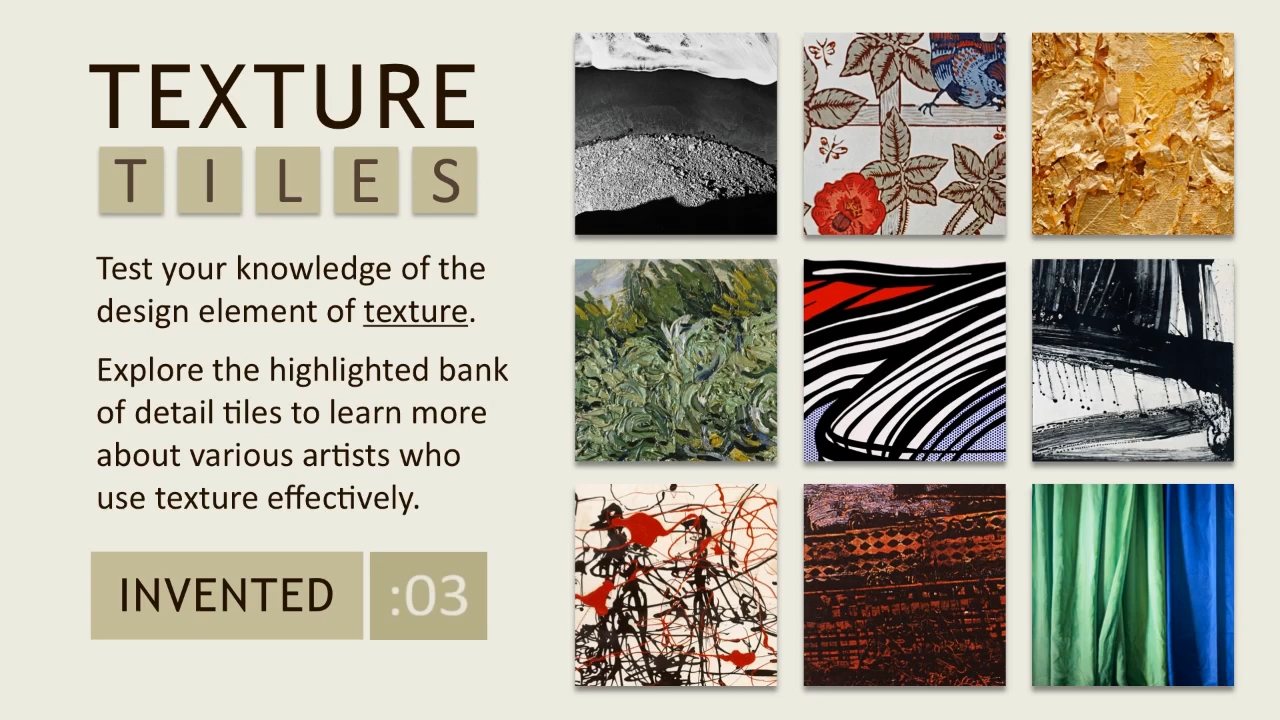 TEXTURE
TILES
Test your knowledge of the
design element of texture.
Explore the highlighted bank
of detail tiles to learn more
about various artists who
use texture effectively.
INVENTED :03